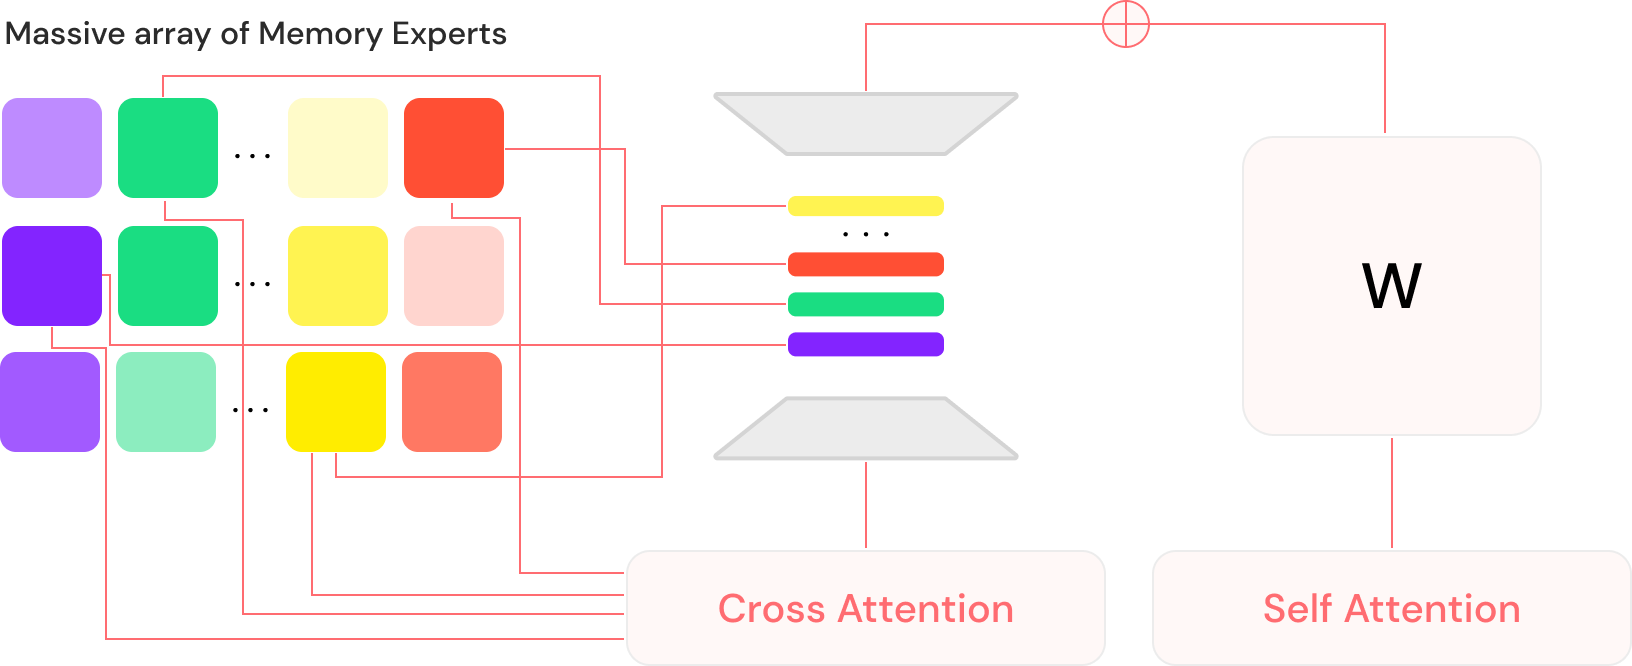 Massive array of Memory Experts
...
...
...
...
W
Cross Attention
Self Attention